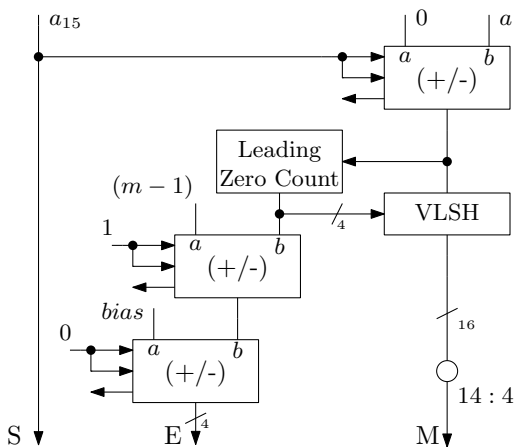 a15
0 a
a b
(+/-)
Leading
Zero Count
(m − 1)
VLSH
4
1
a b
(+/-)
bias
0
a b
(+/-)
16
14 : 4
4
S E M